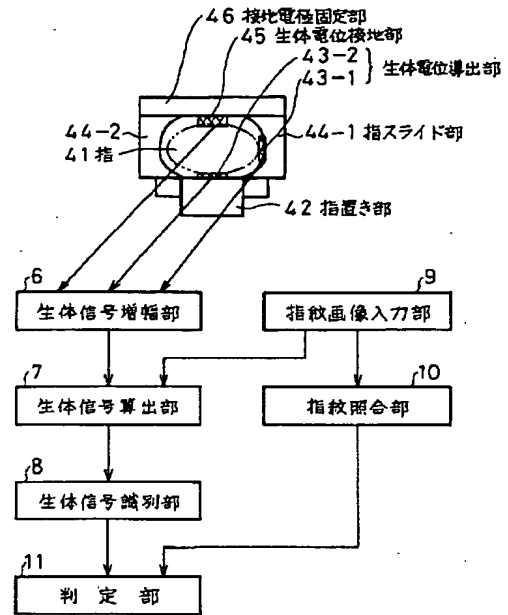 46 接地電極固定部
45 生体電位接地部
43-2
43-1
生体電位導出部
44-2
44-1 指スライド部
41 指
42 指置き部
6
生体信号増幅部
9
指紋画像入力部
7
生体信号算出部
10
指紋照合部
8
生体信号識別部
11
判定部